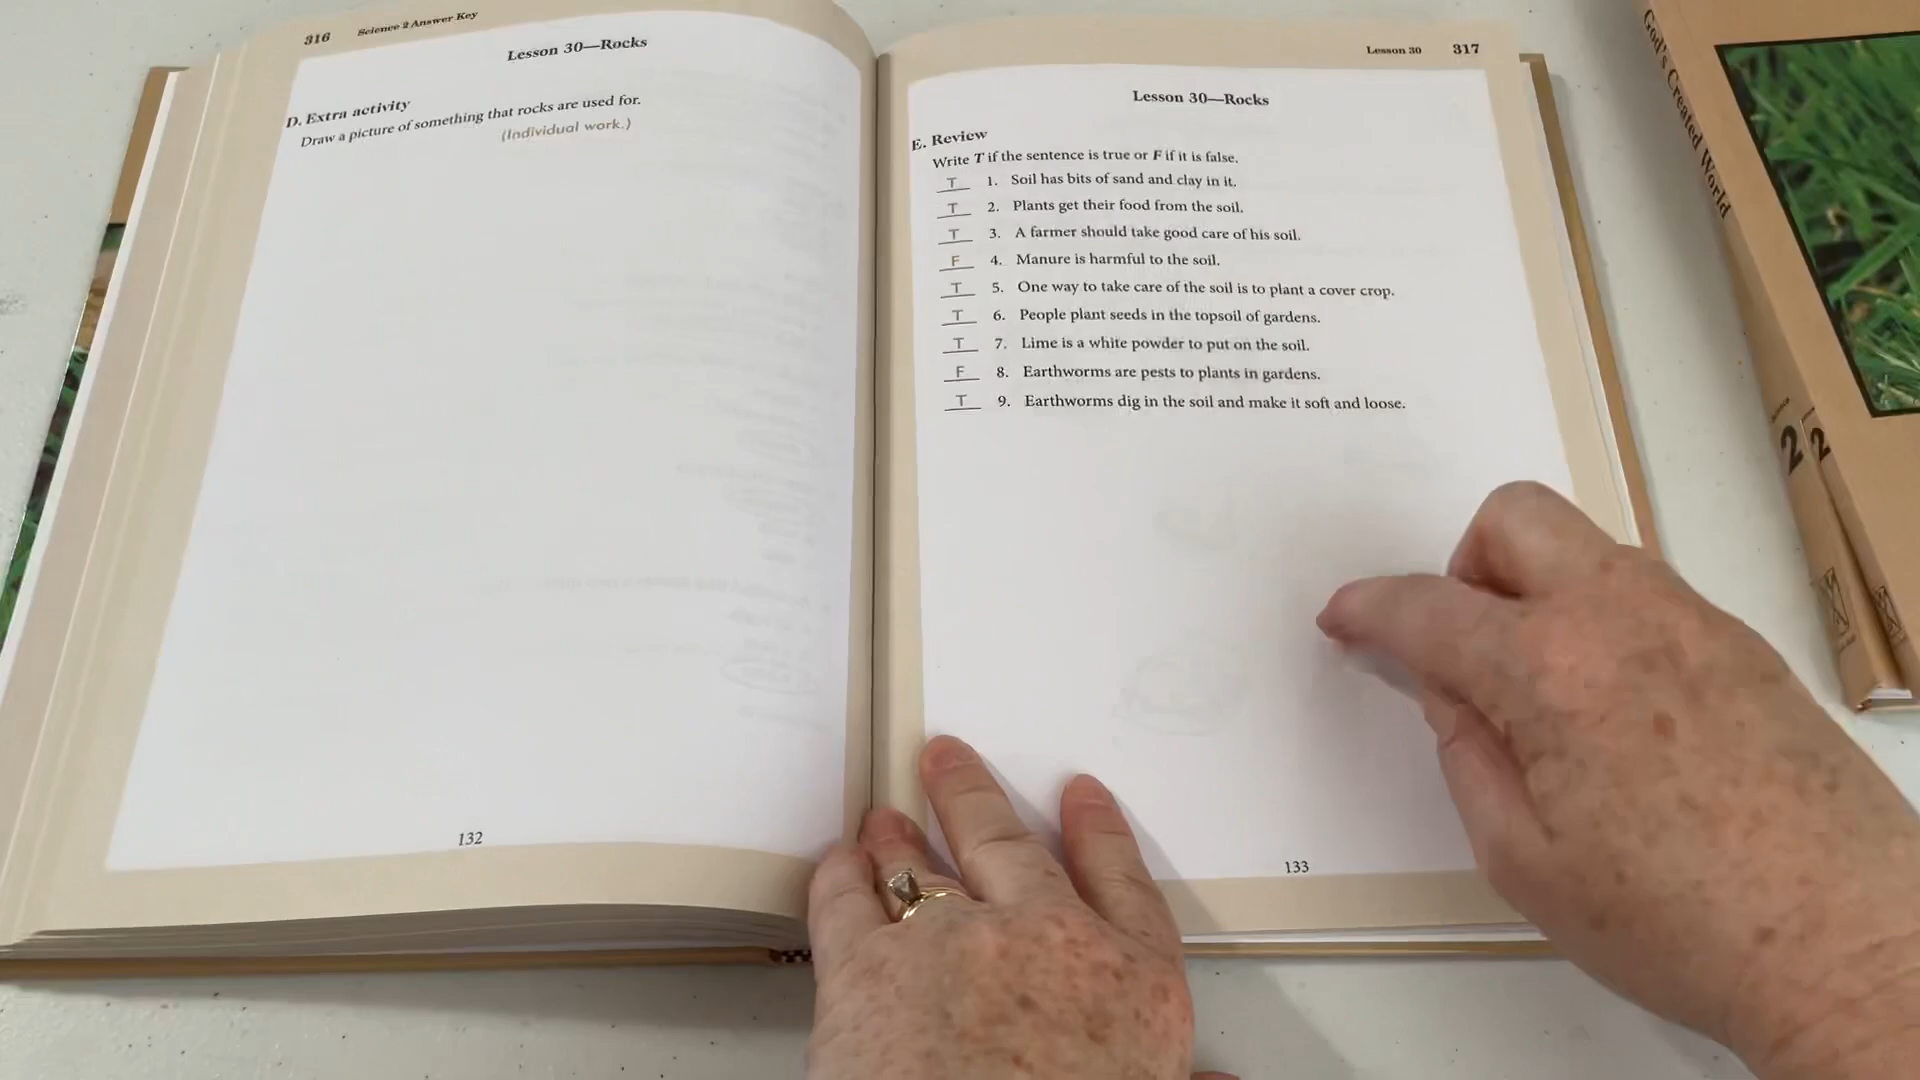 316 Science 2 Answer Key
Lesson 30—Rocks
D. Extra activity
Draw a picture of something that rocks are used for.
(Individual work.)
132
Lesson 30 317
Lesson 30—Rocks
E. Review
Write T if the sentence is true or F if it is false.
T 1. Soil has bits of sand and clay in it.
T 2. Plants get their food from the soil.
T 3. A farmer should take good care of his soil.
F 4. Manure is harmful to the soil.
T 5. One way to take care of the soil is to plant a cover crop.
T 6. People plant seeds in the topsoil of gardens.
T 7. Lime is a white powder to put on the soil.
F 8. Earthworms are pests to plants in gardens.
T 9. Earthworms dig in the soil and make it soft and loose.
133
God's Created World
2
2